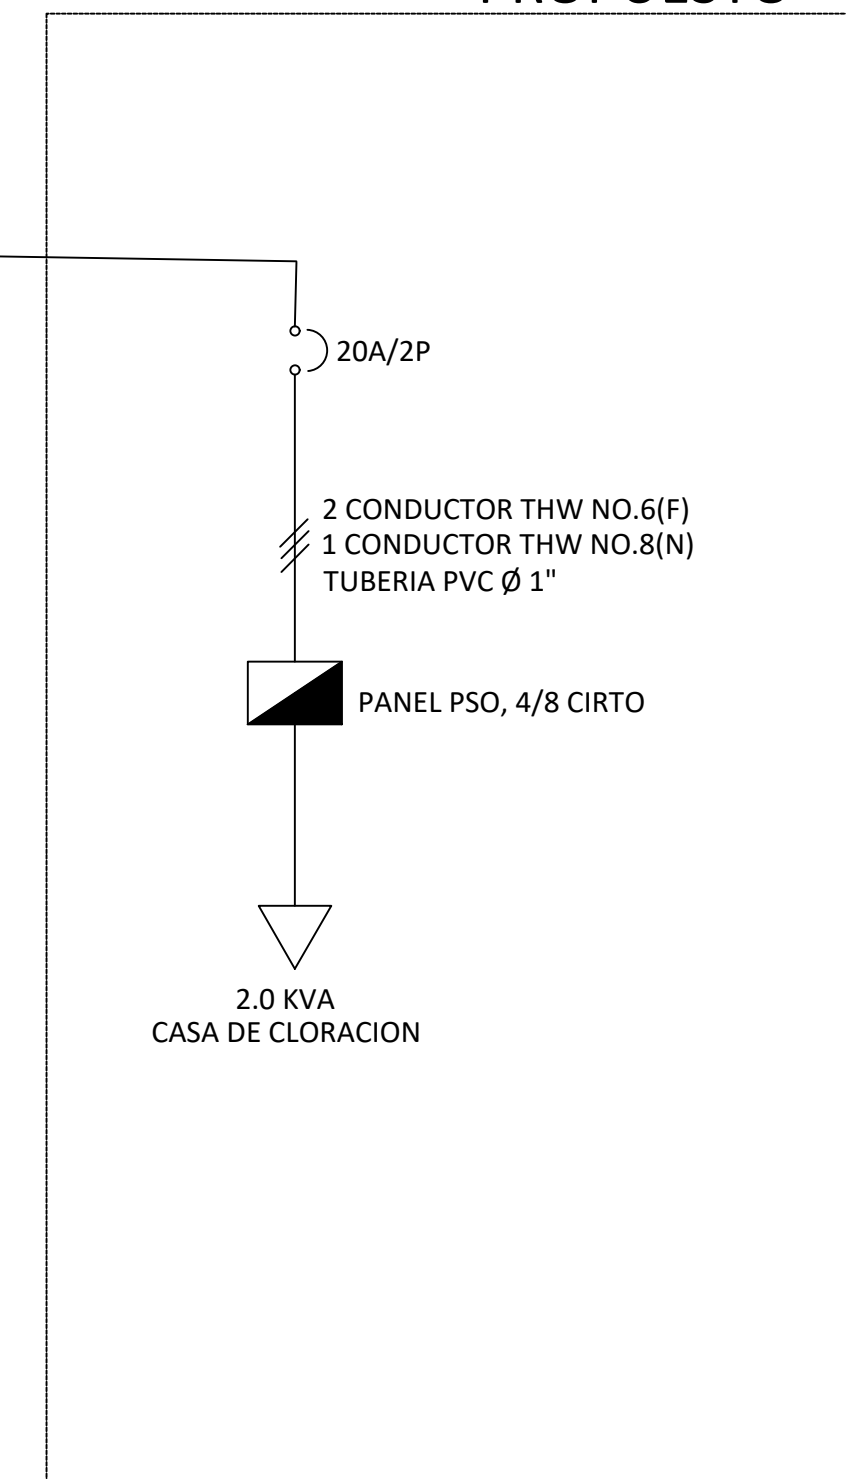 PROPUESTO
20A/2P
2 CONDUCTOR THW NO.6(F)
1 CONDUCTOR THW NO.8(N)
TUBERIA PVC Ø 1"
PANEL PSO, 4/8 CIRTO
2.0 KVA
CASA DE CLORACION